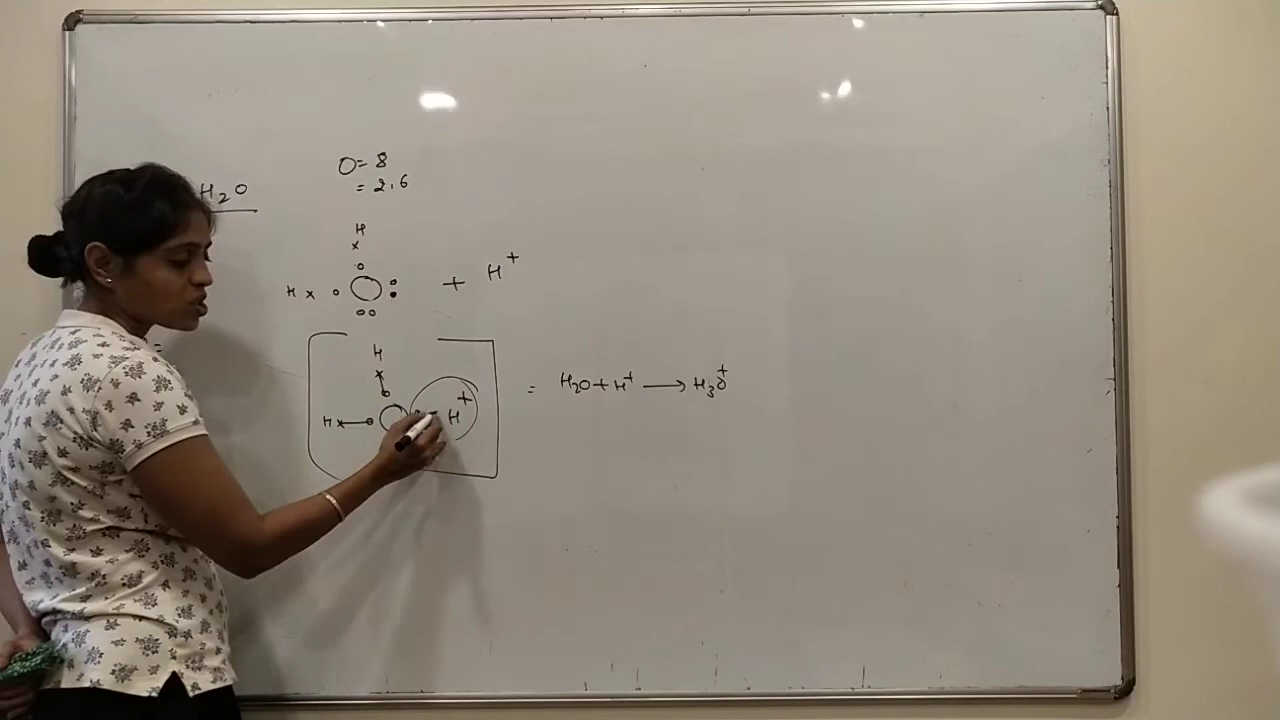 O = 8
H2O
= 2,6
H
x
H x
+ H+
=
H
x
H x
H+
= H2O + H+ ⟶ H3O+